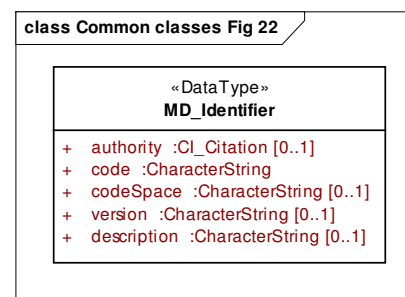 class Common classes Fig 22
«DataType»
MD_Identifier
+ authority :CI_Citation [0..1]
+ code :CharacterString
+ codeSpace :CharacterString [0..1]
+ version :CharacterString [0..1]
+ description :CharacterString [0..1]